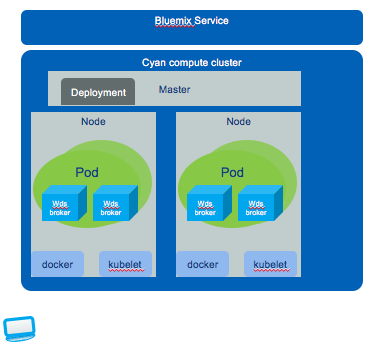 Bluemix Service
Cyan compute cluster
Deployment
Master
Node
Node
Pod
Pod
Wds
broker
Wds
broker
Wds
broker
Wds
broker
docker
kubelet
docker
kubelet